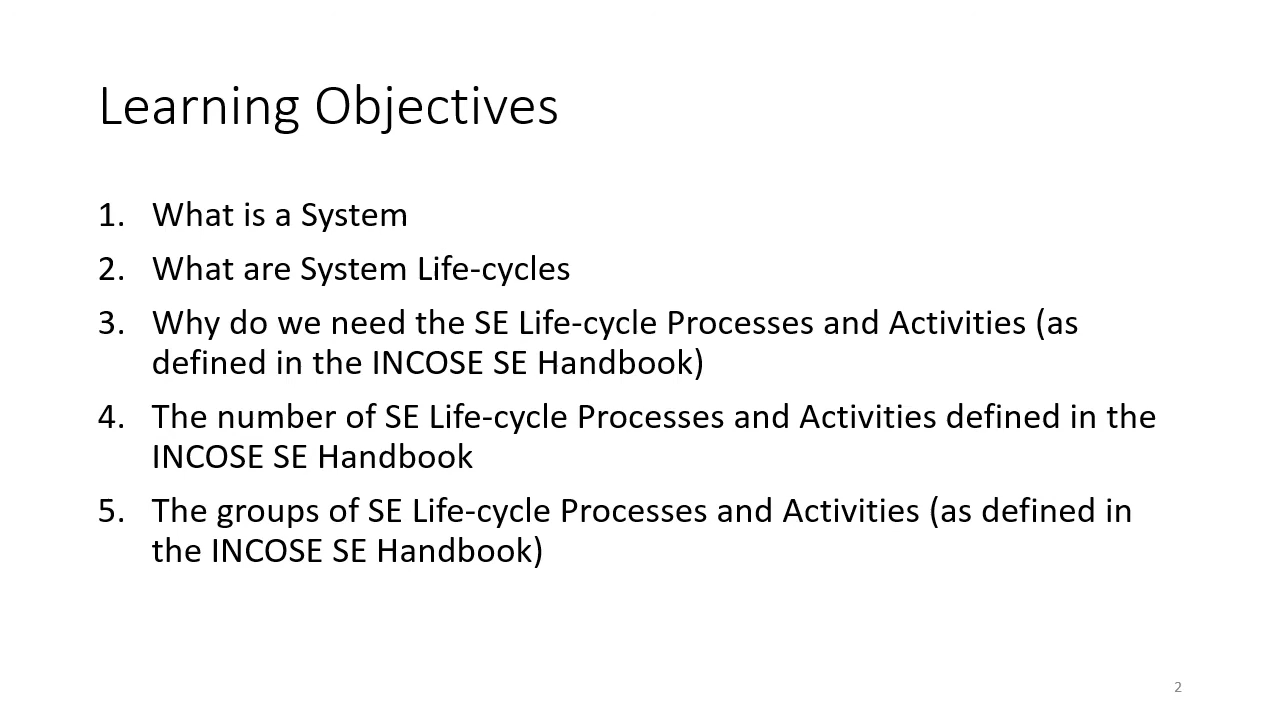 Learning Objectives
1. What is a System
2. What are System Life-cycles
3. Why do we need the SE Life-cycle Processes and Activities (as
defined in the INCOSE SE Handbook)
4. The number of SE Life-cycle Processes and Activities defined in the
INCOSE SE Handbook
5. The groups of SE Life-cycle Processes and Activities (as defined in
the INCOSE SE Handbook)
2